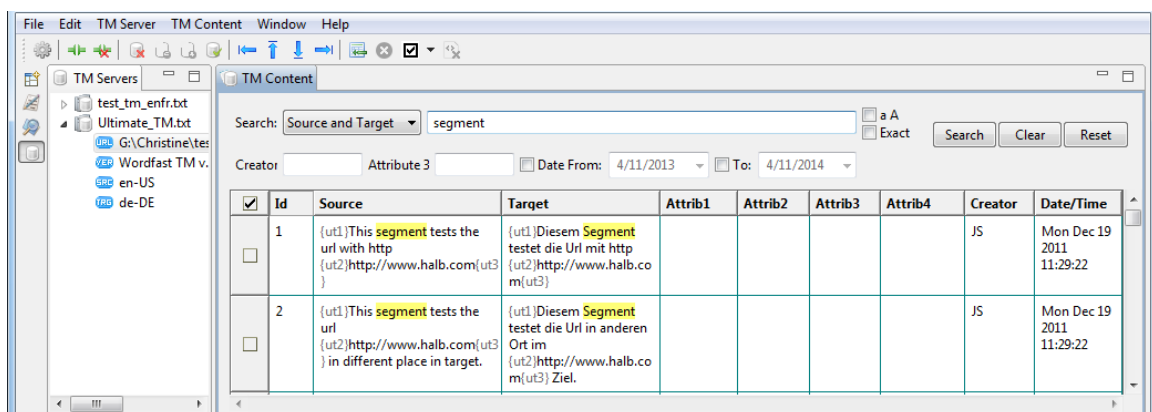 File Edit TM Server TM Content Window Help
TM Servers
test_tm_enfr.txt
Ultimate_TM.txt
URL G:\Christine\tes
VER Wordfast TM v.
SRC en-US
TRG de-DE
TM Content
Search: Source and Target segment a A
Exact Search Clear Reset
Creator Attribute 3 Date From: 4/11/2013 To: 4/11/2014
Id Source Target Attrib1 Attrib2 Attrib3 Attrib4 Creator Date/Time
1
{ut1}This segment tests the
url with http
{ut2}http://www.halb.com{ut3
}
{ut1}Diesem Segment
testet die Url mit http
{ut2}http://www.halb.co
m{ut3}
JS
Mon Dec 19
2011
11:29:22
2
{ut1}This segment tests the
url
{ut2}http://www.halb.com{ut3
} in different place in target.
{ut1}Diesem Segment
testet die Url in anderen
Ort im
{ut2}http://www.halb.co
m{ut3} Ziel.
JS
Mon Dec 19
2011
11:29:22